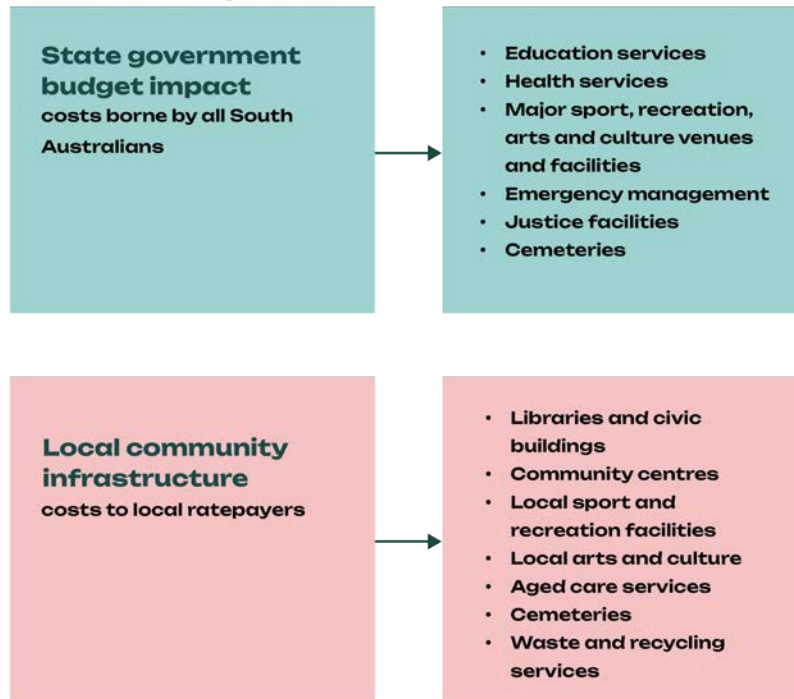 State government
budget impact
costs borne by all South
Australians
• Education services
• Health services
• Major sport, recreation,
arts and culture venues
and facilities
• Emergency management
• Justice facilities
• Cemeteries
Local community
infrastructure
costs to local ratepayers
• Libraries and civic
buildings
• Community centres
• Local sport and
recreation facilities
• Local arts and culture
• Aged care services
• Cemeteries
• Waste and recycling
services